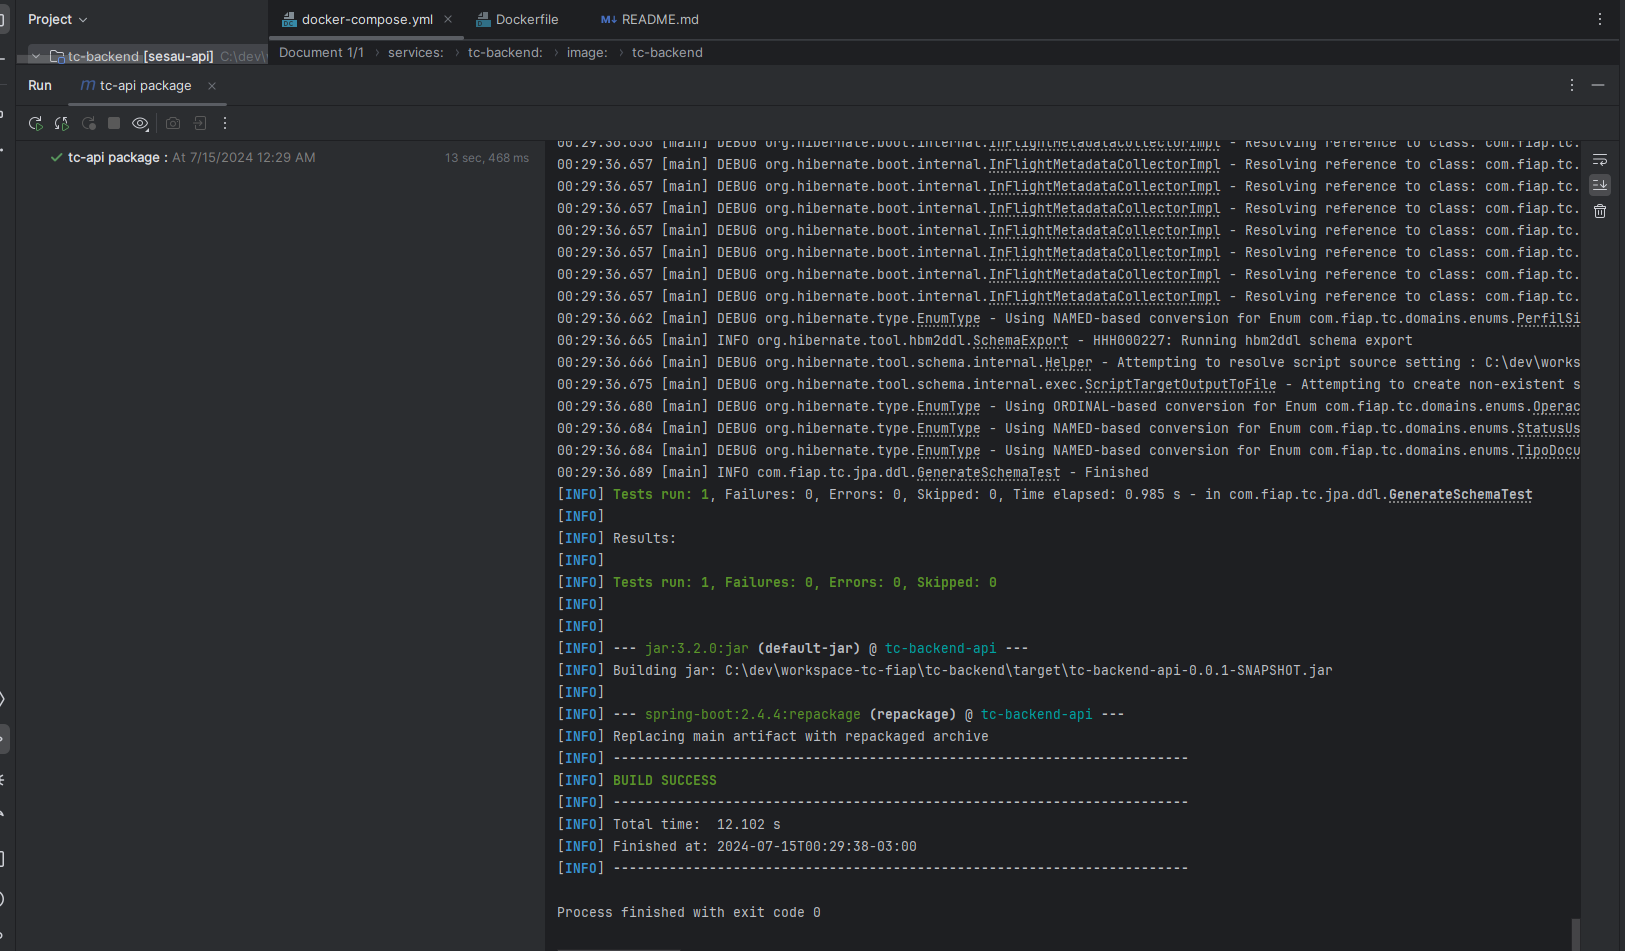 Project
docker-compose.yml
Dockerfile
README.md
tc-backend [sesau-api] C:\dev\
Document 1/1 › services: › tc-backend: › image: › tc-backend
Run
tc-api package
tc-api package : At 7/15/2024 12:29 AM 13 sec, 468 ms
00:29:36.656 [main] DEBUG org.hibernate.boot.internal.InFlightMetadataCollectorImpl - Resolving reference to class: com.fiap.tc.
00:29:36.657 [main] DEBUG org.hibernate.boot.internal.InFlightMetadataCollectorImpl - Resolving reference to class: com.fiap.tc.
00:29:36.657 [main] DEBUG org.hibernate.boot.internal.InFlightMetadataCollectorImpl - Resolving reference to class: com.fiap.tc.
00:29:36.657 [main] DEBUG org.hibernate.boot.internal.InFlightMetadataCollectorImpl - Resolving reference to class: com.fiap.tc.
00:29:36.657 [main] DEBUG org.hibernate.boot.internal.InFlightMetadataCollectorImpl - Resolving reference to class: com.fiap.tc.
00:29:36.657 [main] DEBUG org.hibernate.boot.internal.InFlightMetadataCollectorImpl - Resolving reference to class: com.fiap.tc.
00:29:36.657 [main] DEBUG org.hibernate.boot.internal.InFlightMetadataCollectorImpl - Resolving reference to class: com.fiap.tc.
00:29:36.657 [main] DEBUG org.hibernate.boot.internal.InFlightMetadataCollectorImpl - Resolving reference to class: com.fiap.tc.
00:29:36.662 [main] DEBUG org.hibernate.type.EnumType - Using NAMED-based conversion for Enum com.fiap.tc.domains.enums.PerfilSi
00:29:36.665 [main] INFO org.hibernate.tool.hbm2ddl.SchemaExport - HHH000227: Running hbm2ddl schema export
00:29:36.666 [main] DEBUG org.hibernate.tool.schema.internal.Helper - Attempting to resolve script source setting : C:\dev\works
00:29:36.675 [main] DEBUG org.hibernate.tool.schema.internal.exec.ScriptTargetOutputToFile - Attempting to create non-existent s
00:29:36.680 [main] DEBUG org.hibernate.type.EnumType - Using ORDINAL-based conversion for Enum com.fiap.tc.domains.enums.Operac
00:29:36.684 [main] DEBUG org.hibernate.type.EnumType - Using NAMED-based conversion for Enum com.fiap.tc.domains.enums.StatusUs
00:29:36.684 [main] DEBUG org.hibernate.type.EnumType - Using NAMED-based conversion for Enum com.fiap.tc.domains.enums.TipoDocu
00:29:36.689 [main] INFO com.fiap.tc.jpa.ddl.GenerateSchemaTest - Finished
[INFO] Tests run: 1, Failures: 0, Errors: 0, Skipped: 0, Time elapsed: 0.985 s - in com.fiap.tc.jpa.ddl.GenerateSchemaTest
[INFO]
[INFO] Results:
[INFO]
[INFO] Tests run: 1, Failures: 0, Errors: 0, Skipped: 0
[INFO]
[INFO]
[INFO] --- jar:3.2.0:jar (default-jar) @ tc-backend-api ---
[INFO] Building jar: C:\dev\workspace-tc-fiap\tc-backend\target\tc-backend-api-0.0.1-SNAPSHOT.jar
[INFO]
[INFO] --- spring-boot:2.4.4:repackage (repackage) @ tc-backend-api ---
[INFO] Replacing main artifact with repackaged archive
[INFO] ------------------------------------------------------------------------
[INFO] BUILD SUCCESS
[INFO] ------------------------------------------------------------------------
[INFO] Total time:  12.102 s
[INFO] Finished at: 2024-07-15T00:29:38-03:00
[INFO] ------------------------------------------------------------------------
Process finished with exit code 0